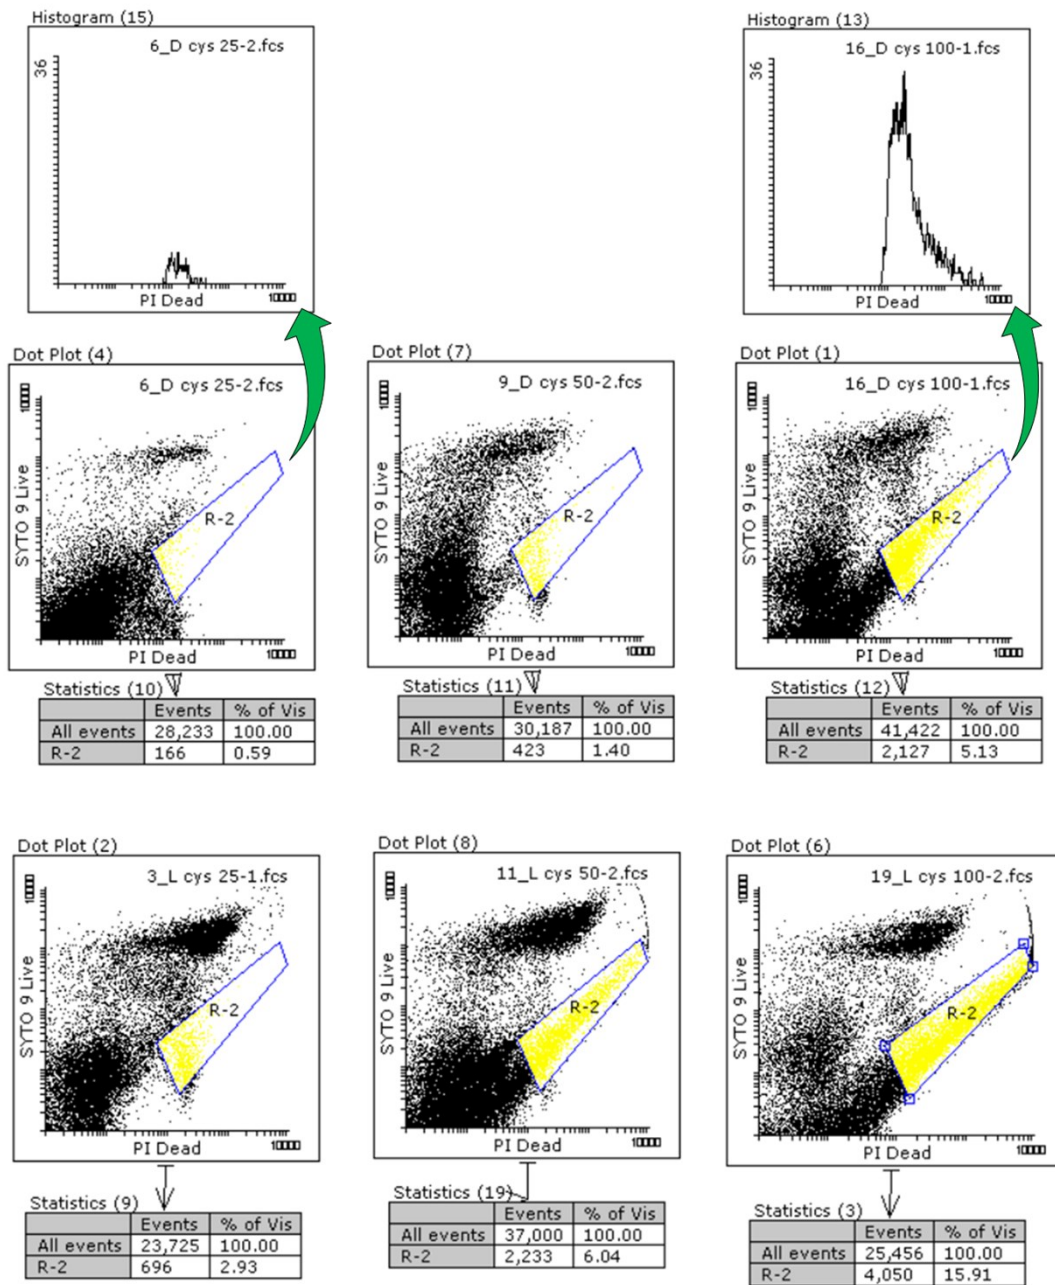 Histogram (15)
6_D cys 25-2.fcs
36
PI Dead
Histogram (13)
16_D cys 100-1.fcs
36
PI Dead
Dot Plot (4)
6_D cys 25-2.fcs
SYTO 9 Live
R-2
PI Dead
Dot Plot (7)
9_D cys 50-2.fcs
SYTO 9 Live
R-2
PI Dead
Dot Plot (1)
16_D cys 100-1.fcs
SYTO 9 Live
R-2
PI Dead
Statistics (10)
Events % of Vis
All events 28,233 100.00
R-2 166 0.59
Statistics (11)
Events % of Vis
All events 30,187 100.00
R-2 423 1.40
Statistics (12)
Events % of Vis
All events 41,422 100.00
R-2 2,127 5.13
Dot Plot (2)
3_L cys 25-1.fcs
SYTO 9 Live
R-2
PI Dead
Dot Plot (8)
11_L cys 50-2.fcs
SYTO 9 Live
R-2
PI Dead
Dot Plot (6)
19_L cys 100-2.fcs
SYTO 9 Live
R-2
PI Dead
Statistics (9)
Events % of Vis
All events 23,725 100.00
R-2 696 2.93
Statistics (19)
Events % of Vis
All events 37,000 100.00
R-2 2,233 6.04
Statistics (3)
Events % of Vis
All events 25,456 100.00
R-2 4,050 15.91